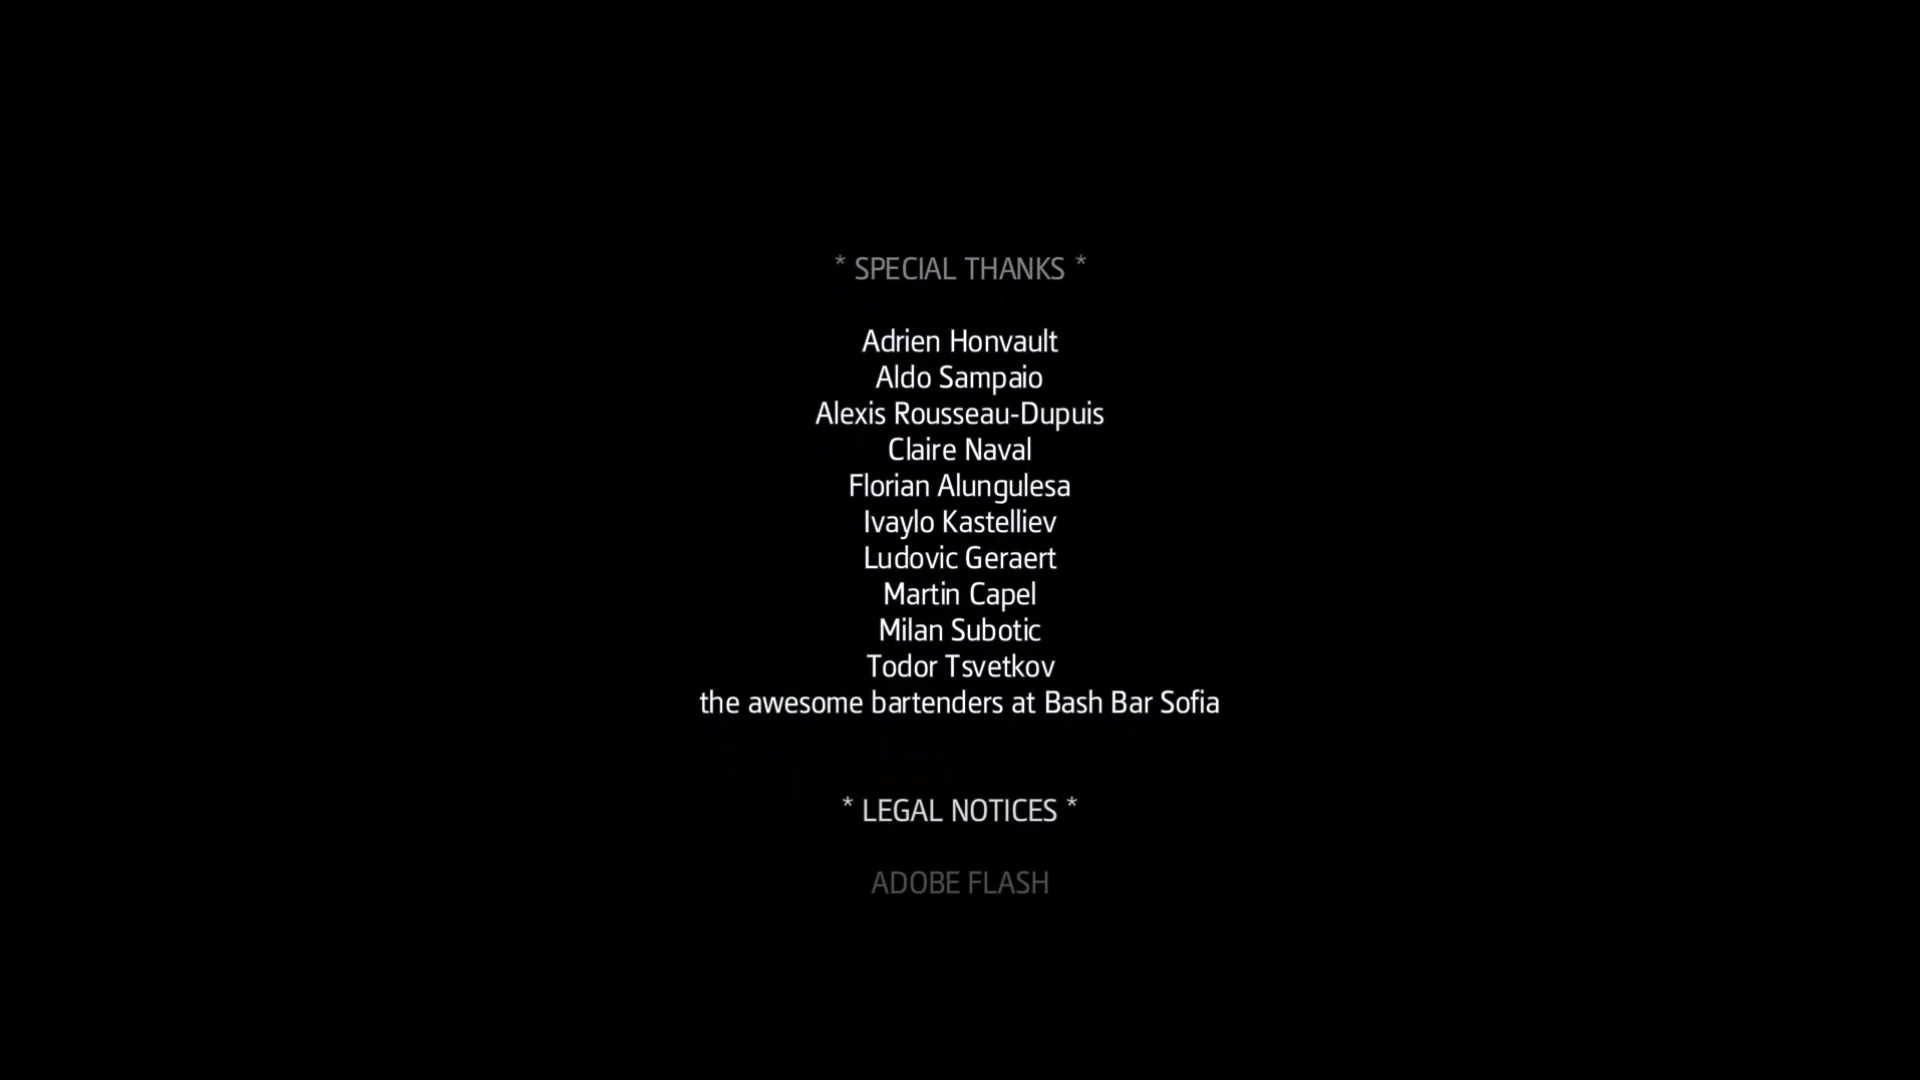 * SPECIAL THANKS *
Adrien Honvault
Aldo Sampaio
Alexis Rousseau-Dupuis
Claire Naval
Florian Alungulesa
Ivaylo Kastelliev
Ludovic Geraert
Martin Capel
Milan Subotic
Todor Tsvetkov
the awesome bartenders at Bash Bar Sofia
* LEGAL NOTICES *
ADOBE FLASH